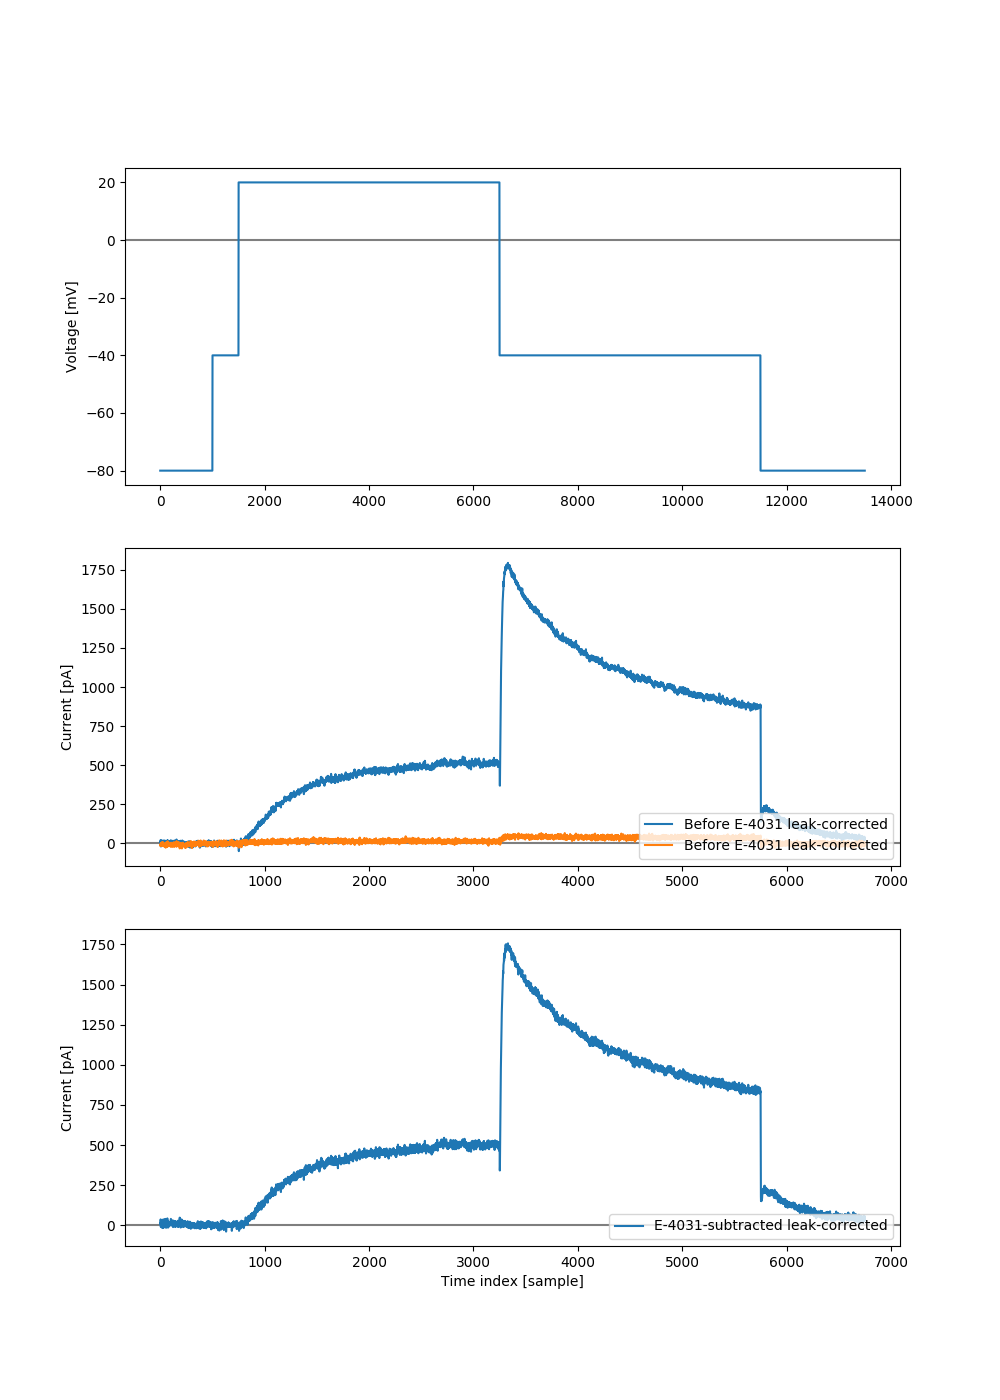 20
0
−20
−40
−60
−80
Voltage [mV]
0 2000 4000 6000 8000 10000 12000 14000
1750
1500
1250
1000
750
500
250
0
Current [pA]
Before E-4031 leak-corrected
Before E-4031 leak-corrected
0 1000 2000 3000 4000 5000 6000 7000
1750
1500
1250
1000
750
500
250
0
Current [pA]
E-4031-subtracted leak-corrected
0 1000 2000 3000 4000 5000 6000 7000
Time index [sample]